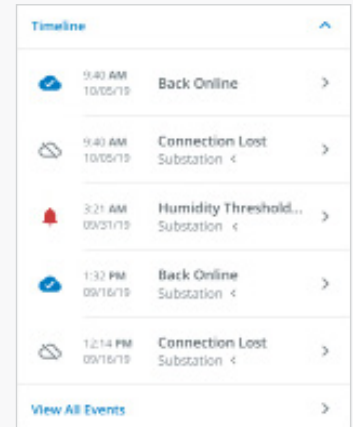 Timeline
9:40 AM
10/05/19
Back Online
9:40 AM
10/05/19
Connection Lost
Substation <
3:21 AM
09/31/19
Humidity Threshold...
Substation <
1:32 PM
09/16/19
Back Online
Substation <
12:14 PM
09/16/19
Connection Lost
Substation <
View All Events